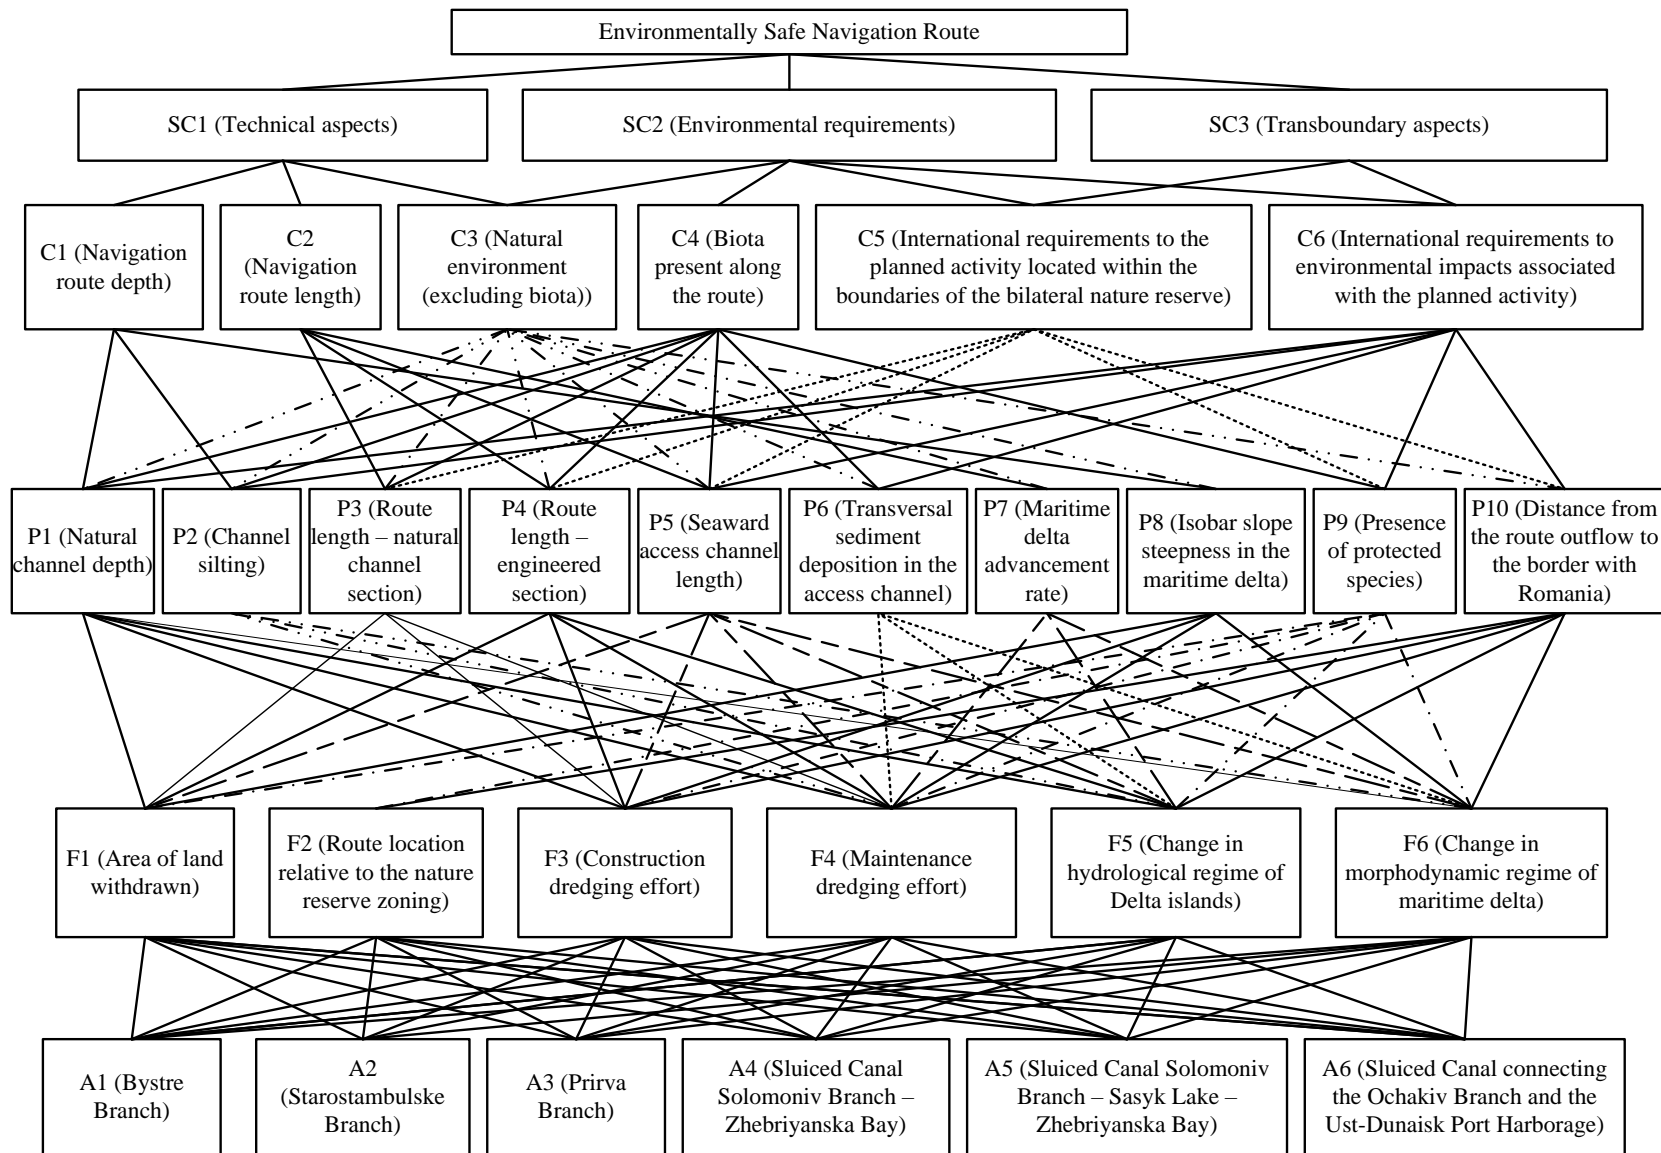 Environmentally Safe Navigation Route
SC1 (Technical aspects)
SC2 (Environmental requirements)
SC3 (Transboundary aspects)
C1 (Navigation
route depth)
C2
(Navigation
route length)
C3 (Natural
environment
(excluding biota))
C4 (Biota
present along
the route)
C5 (International requirements to the
planned activity located within the
boundaries of the bilateral nature reserve)
C6 (International requirements to
environmental impacts associated
with the planned activity)
P1 (Natural
channel depth)
P2 (Channel
silting)
P3 (Route
length – natural
channel
section)
P4 (Route
length –
engineered
section)
P5 (Seaward
access channel
length)
P6 (Transversal
sediment
deposition in the
access channel)
P7 (Maritime
delta
advancement
rate)
P8 (Isobar slope
steepness in the
maritime delta)
P9 (Presence
of protected
species)
P10 (Distance from
the route outflow to
the border with
Romania)
F1 (Area of land
withdrawn)
F2 (Route location
relative to the nature
reserve zoning)
F3 (Construction
dredging effort)
F4 (Maintenance
dredging effort)
F5 (Change in
hydrological regime of
Delta islands)
F6 (Change in
morphodynamic regime of
maritime delta)
A1 (Bystre
Branch)
A2
(Starostambulske
Branch)
A3 (Prirva
Branch)
A4 (Sluiced Canal
Solomoniv Branch –
Zhebriyanska Bay)
A5 (Sluiced Canal Solomoniv
Branch – Sasyk Lake –
Zhebriyanska Bay)
A6 (Sluiced Canal connecting
the Ochakiv Branch and the
Ust-Dunaisk Port Harborage)